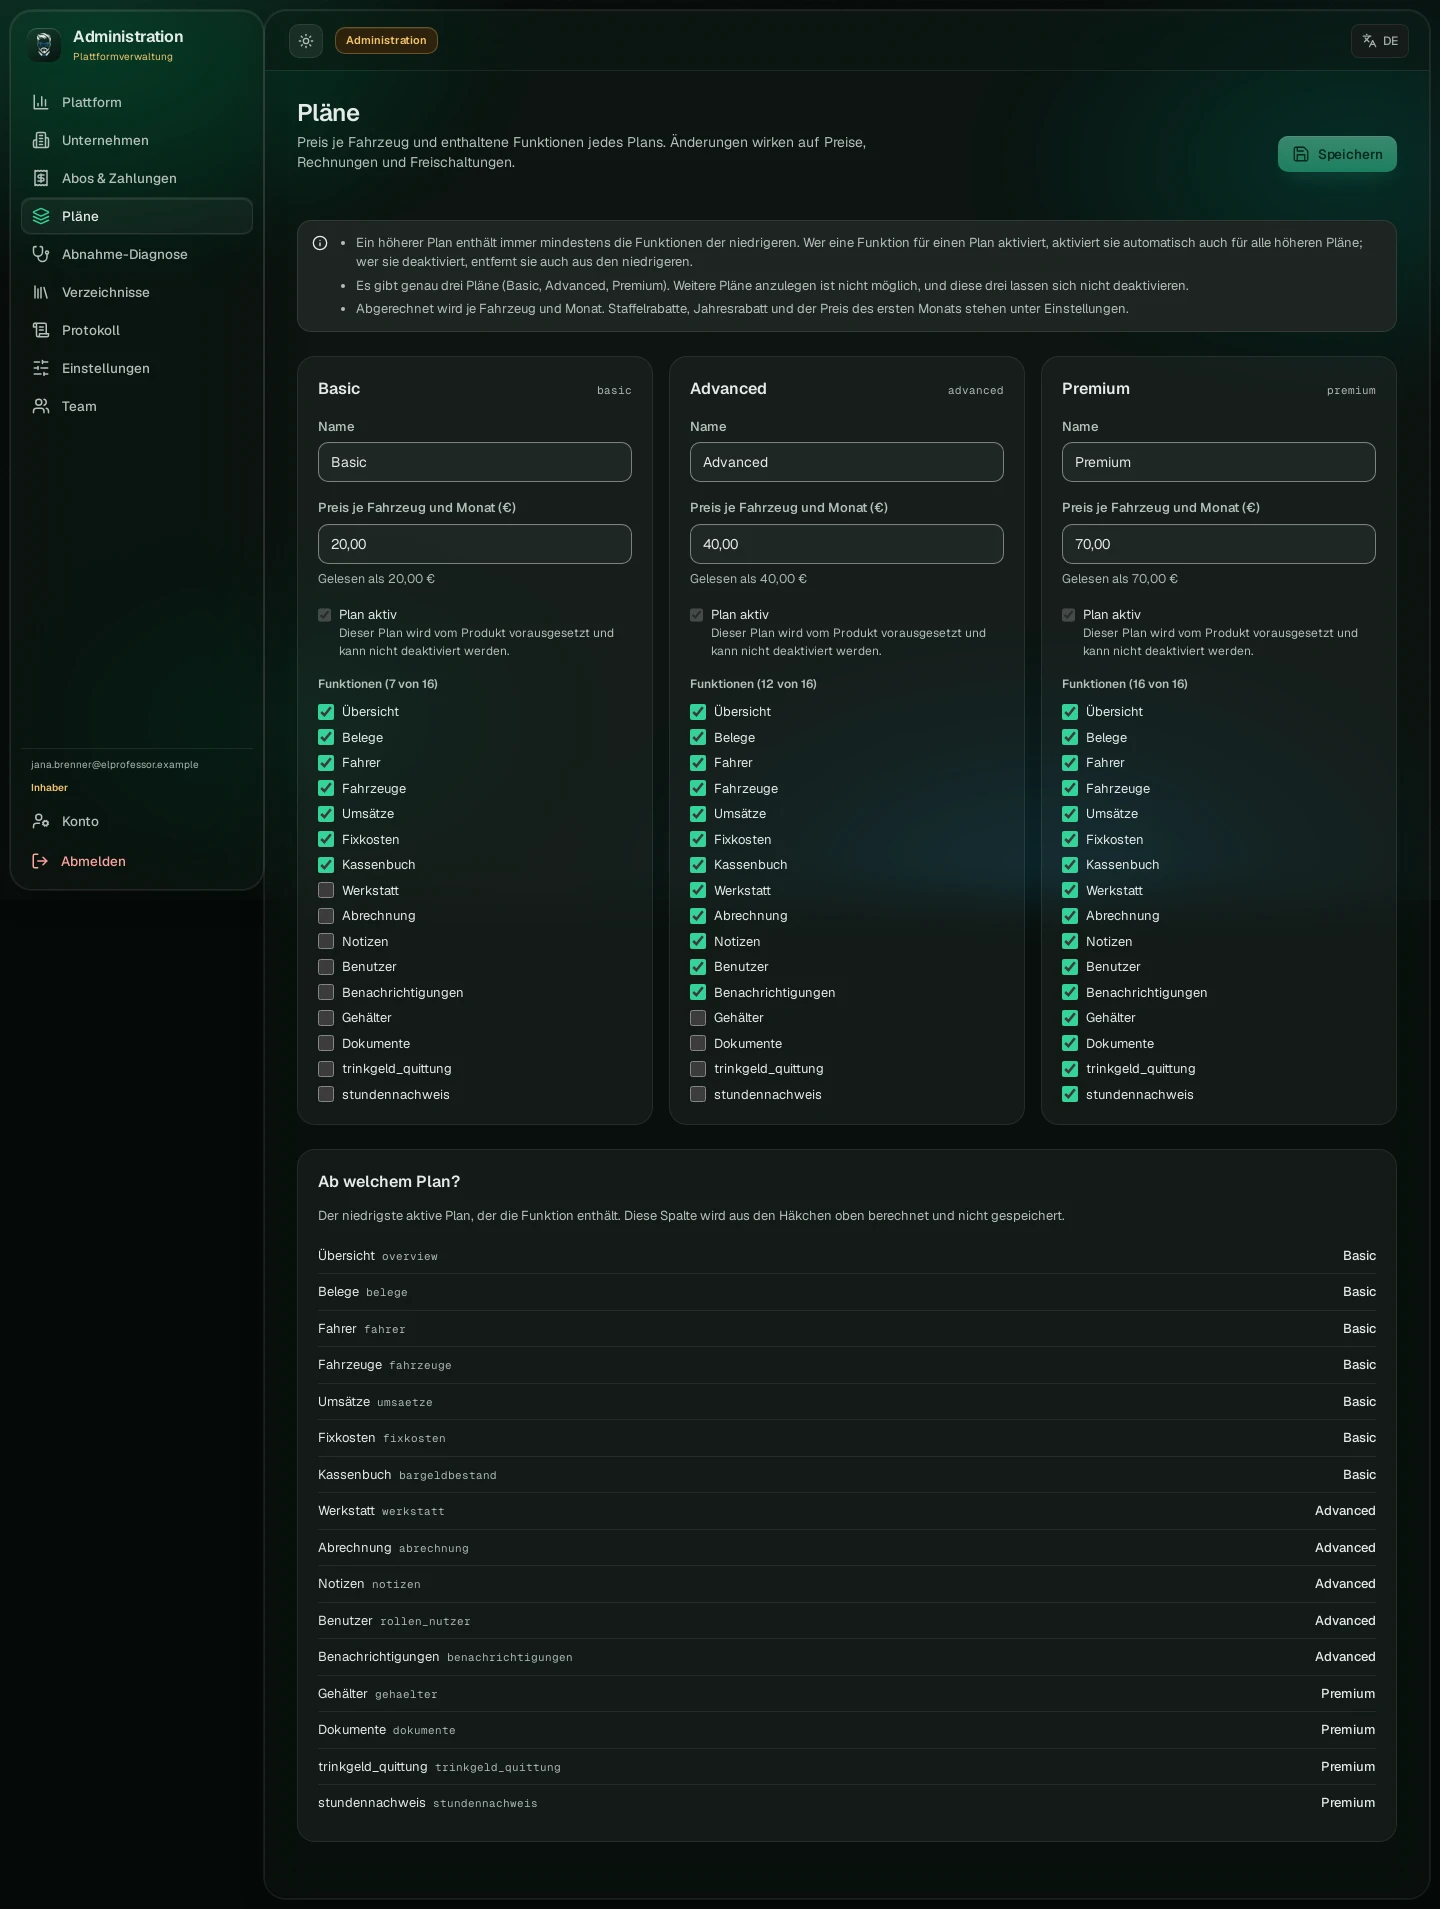 Administration
Plattformverwaltung
Plattform
Unternehmen
Abos & Zahlungen
Pläne
Abnahme-Diagnose
Verzeichnisse
Protokoll
Einstellungen
Team
jana.brenner@elprofessor.example
Inhaber
Konto
Abmelden
Administration
DE
Pläne
Preis je Fahrzeug und enthaltene Funktionen jedes Plans. Änderungen wirken auf Preise,
Rechnungen und Freischaltungen.
Speichern
• Ein höherer Plan enthält immer mindestens die Funktionen der niedrigeren. Wer eine Funktion für einen Plan aktiviert, aktiviert sie automatisch auch für alle höheren Pläne;
wer sie deaktiviert, entfernt sie auch aus den niedrigeren.
• Es gibt genau drei Pläne (Basic, Advanced, Premium). Weitere Pläne anzulegen ist nicht möglich, und diese drei lassen sich nicht deaktivieren.
• Abgerechnet wird je Fahrzeug und Monat. Staffelrabatte, Jahresrabatt und der Preis des ersten Monats stehen unter Einstellungen.
Basic basic
Name
Basic
Preis je Fahrzeug und Monat (€)
20,00
Gelesen als 20,00 €
Plan aktiv
Dieser Plan wird vom Produkt vorausgesetzt und
kann nicht deaktiviert werden.
Funktionen (7 von 16)
Übersicht
Belege
Fahrer
Fahrzeuge
Umsätze
Fixkosten
Kassenbuch
Werkstatt
Abrechnung
Notizen
Benutzer
Benachrichtigungen
Gehälter
Dokumente
trinkgeld_quittung
stundennachweis
Advanced advanced
Name
Advanced
Preis je Fahrzeug und Monat (€)
40,00
Gelesen als 40,00 €
Plan aktiv
Dieser Plan wird vom Produkt vorausgesetzt und
kann nicht deaktiviert werden.
Funktionen (12 von 16)
Übersicht
Belege
Fahrer
Fahrzeuge
Umsätze
Fixkosten
Kassenbuch
Werkstatt
Abrechnung
Notizen
Benutzer
Benachrichtigungen
Gehälter
Dokumente
trinkgeld_quittung
stundennachweis
Premium premium
Name
Premium
Preis je Fahrzeug und Monat (€)
70,00
Gelesen als 70,00 €
Plan aktiv
Dieser Plan wird vom Produkt vorausgesetzt und
kann nicht deaktiviert werden.
Funktionen (16 von 16)
Übersicht
Belege
Fahrer
Fahrzeuge
Umsätze
Fixkosten
Kassenbuch
Werkstatt
Abrechnung
Notizen
Benutzer
Benachrichtigungen
Gehälter
Dokumente
trinkgeld_quittung
stundennachweis
Ab welchem Plan?
Der niedrigste aktive Plan, der die Funktion enthält. Diese Spalte wird aus den Häkchen oben berechnet und nicht gespeichert.
Übersicht overview Basic
Belege belege Basic
Fahrer fahrer Basic
Fahrzeuge fahrzeuge Basic
Umsätze umsaetze Basic
Fixkosten fixkosten Basic
Kassenbuch bargeldbestand Basic
Werkstatt werkstatt Advanced
Abrechnung abrechnung Advanced
Notizen notizen Advanced
Benutzer rollen_nutzer Advanced
Benachrichtigungen benachrichtigungen Advanced
Gehälter gehaelter Premium
Dokumente dokumente Premium
trinkgeld_quittung trinkgeld_quittung Premium
stundennachweis stundennachweis Premium